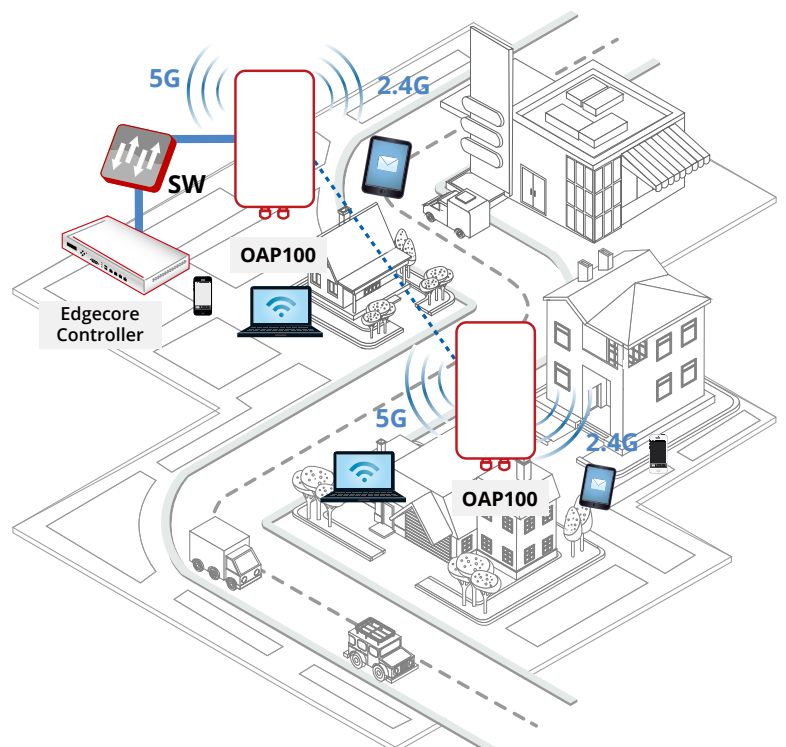 5G
2.4G
SW
OAP100
Edgecore
Controller
5G
2.4G
OAP100